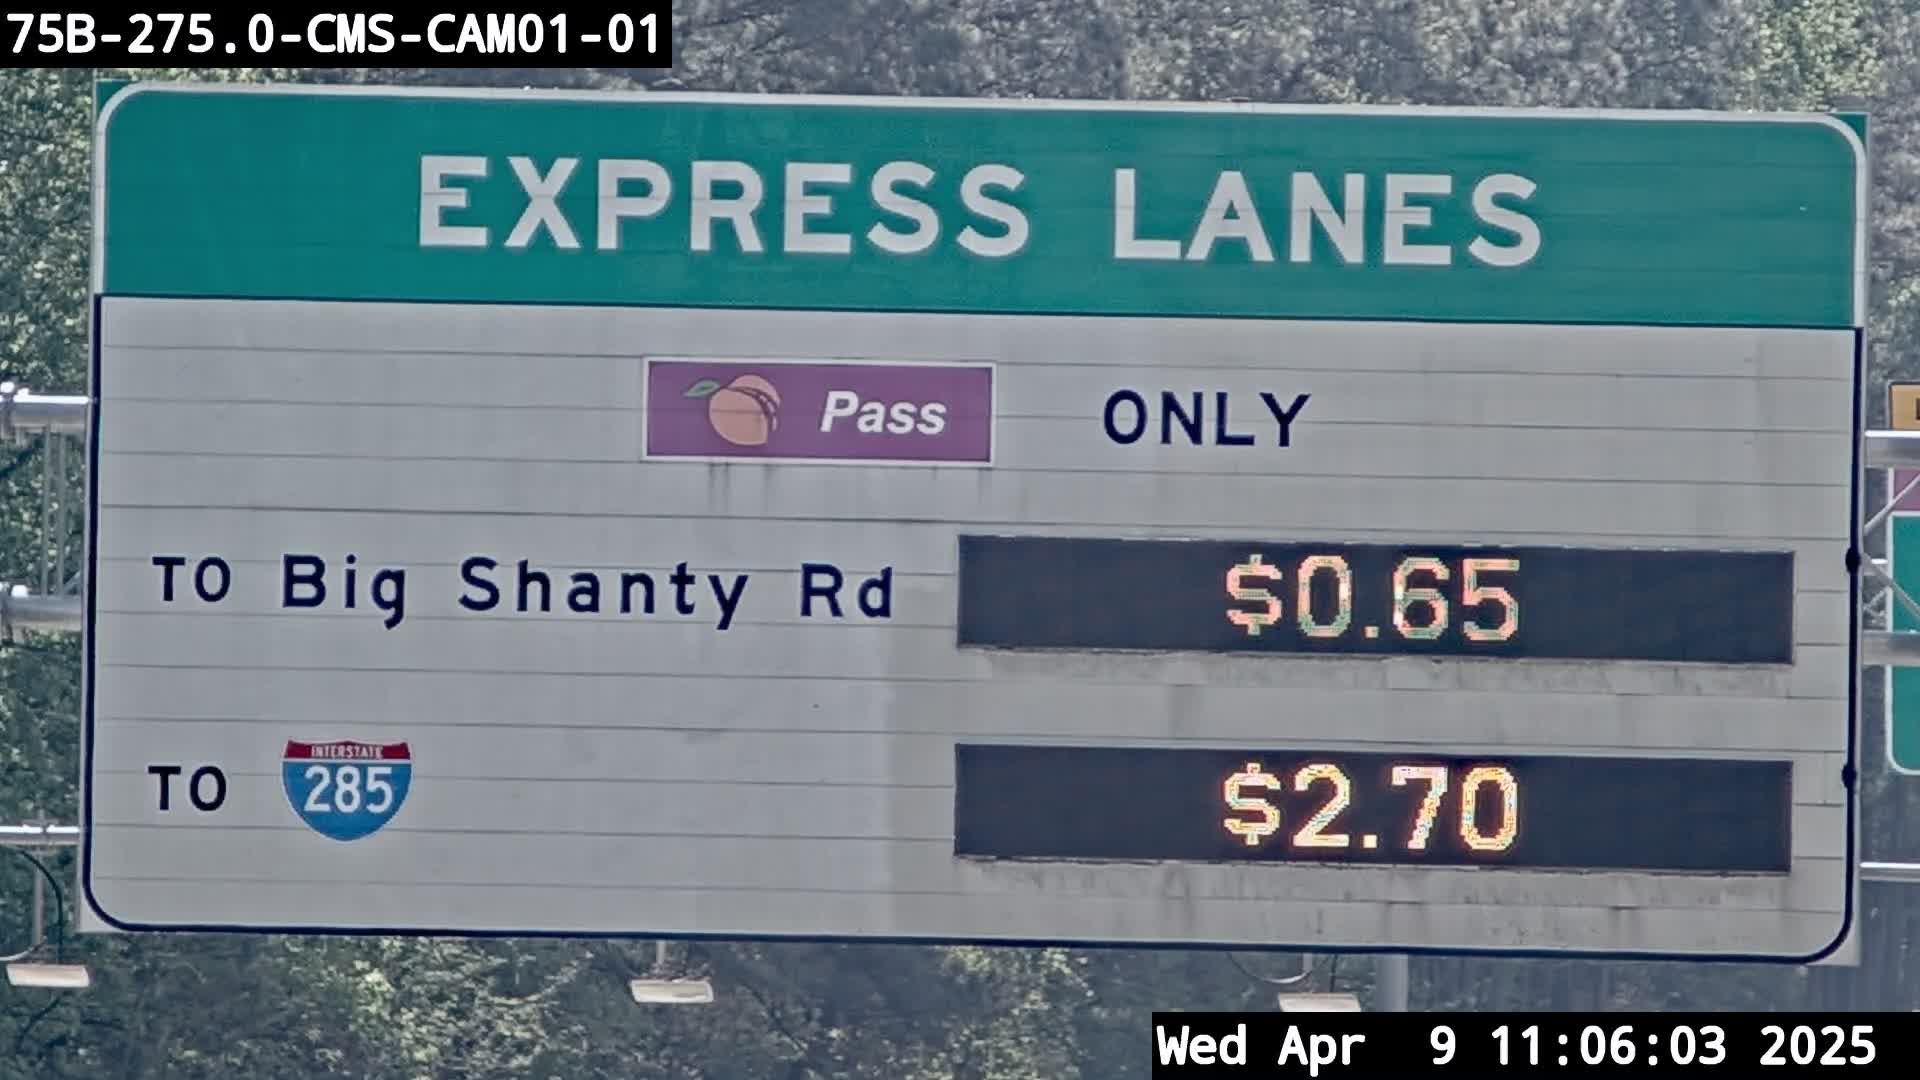 75B-275.0-CMS-CAM01-01
EXPRESS LANES
Pass ONLY
TO Big Shanty Rd $0.65
INTERSTATE
TO 285 $2.70
Wed Apr 9 11:06:03 2025